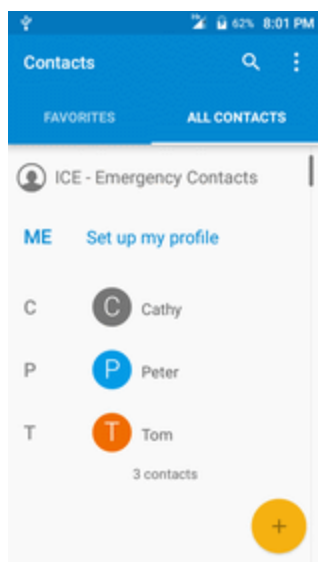 62% 8:01 PM
Contacts
FAVORITES ALL CONTACTS
ICE - Emergency Contacts
ME Set up my profile
C C Cathy
P P Peter
T T Tom
3 contacts
+